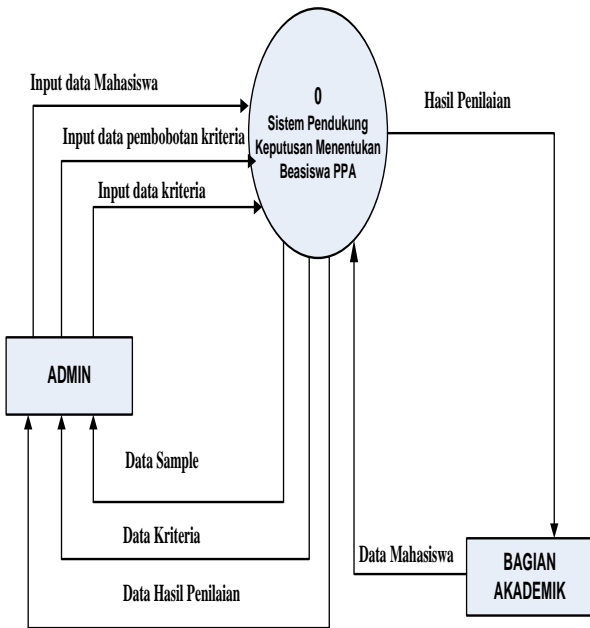 Input data Mahasiswa
Input data pembobotan kriteria
Input data kriteria
0
Sistem Pendukung
Keputusan Menentukan
Beasiswa PPA
Hasil Penilaian
ADMIN
Data Sample
Data Kriteria
Data Hasil Penilaian
Data Mahasiswa
BAGIAN
AKADEMIK